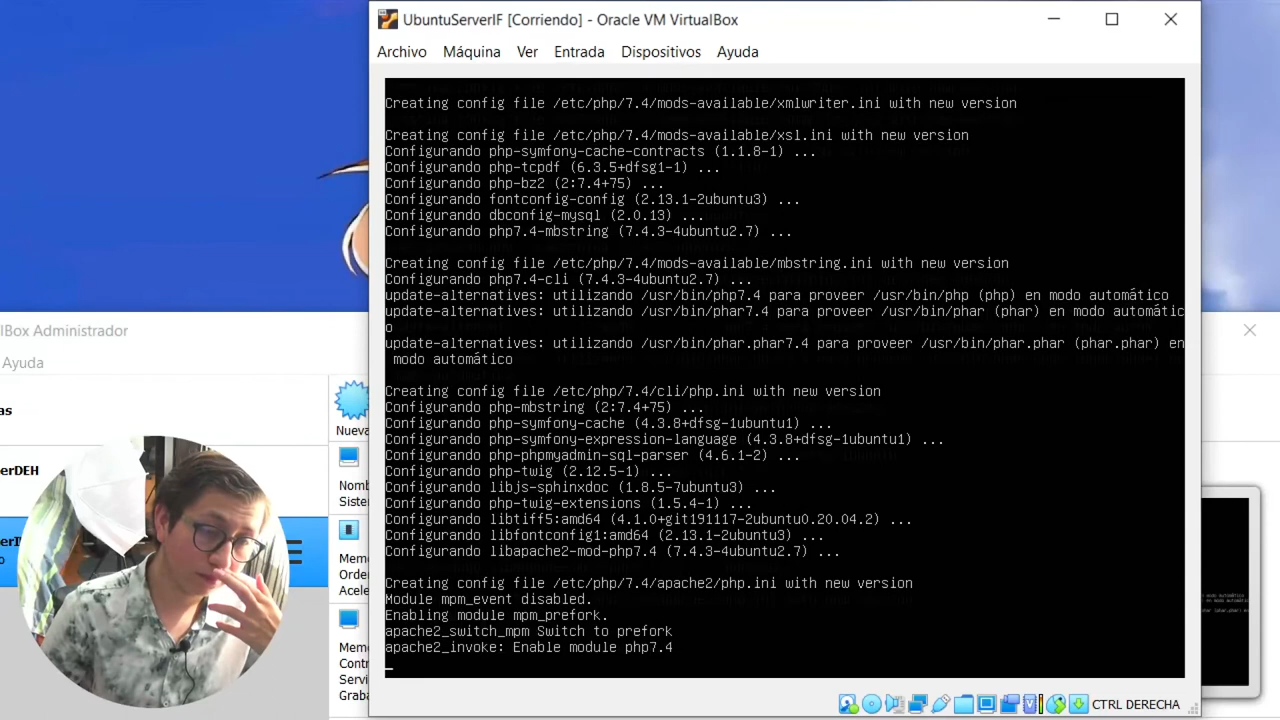 UbuntuServerIF [Corriendo] - Oracle VM VirtualBox
Archivo Máquina Ver Entrada Dispositivos Ayuda
Creating config file /etc/php/7.4/mods-available/xmlwriter.ini with new version
Creating config file /etc/php/7.4/mods-available/xsl.ini with new version
Configurando php-symfony-cache-contracts (1.1.8-1) ...
Configurando php-tcpdf (6.3.5+dfsg1-1) ...
Configurando php-bz2 (2:7.4+75) ...
Configurando fontconfig-config (2.13.1-2ubuntu3) ...
Configurando dbconfig-mysql (2.0.13) ...
Configurando php7.4-mbstring (7.4.3-4ubuntu2.7) ...
Creating config file /etc/php/7.4/mods-available/mbstring.ini with new version
Configurando php7.4-cli (7.4.3-4ubuntu2.7) ...
update-alternatives: utilizando /usr/bin/php7.4 para proveer /usr/bin/php (php) en modo automático
update-alternatives: utilizando /usr/bin/phar7.4 para proveer /usr/bin/phar (phar) en modo automátic
o
update-alternatives: utilizando /usr/bin/phar.phar7.4 para proveer /usr/bin/phar.phar (phar.phar) en
modo automático
Creating config file /etc/php/7.4/cli/php.ini with new version
Configurando php-mbstring (2:7.4+75) ...
Configurando php-symfony-cache (4.3.8+dfsg-1ubuntu1) ...
Configurando php-symfony-expression-language (4.3.8+dfsg-1ubuntu1) ...
Configurando php-phpmyadmin-sql-parser (4.6.1-2) ...
Configurando php-twig (2.12.5-1) ...
Configurando libjs-sphinxdoc (1.8.5-7ubuntu3) ...
Configurando php-twig-extensions (1.5.4-1) ...
Configurando libtiff5:amd64 (4.1.0+git191117-2ubuntu0.20.04.2) ...
Configurando libfontconfig1:amd64 (2.13.1-2ubuntu3) ...
Configurando libapache2-mod-php7.4 (7.4.3-4ubuntu2.7) ...
Creating config file /etc/php/7.4/apache2/php.ini with new version
Module mpm_event disabled.
Enabling module mpm_prefork.
apache2_switch_mpm Switch to prefork
apache2_invoke: Enable module php7.4
CTRL DERECHA
lBox Administrador
Ayuda
as
Nueva
erDEH
Nomb
Siste
Memo
Orde
Acele
Memo
Contr
Servi
Graba